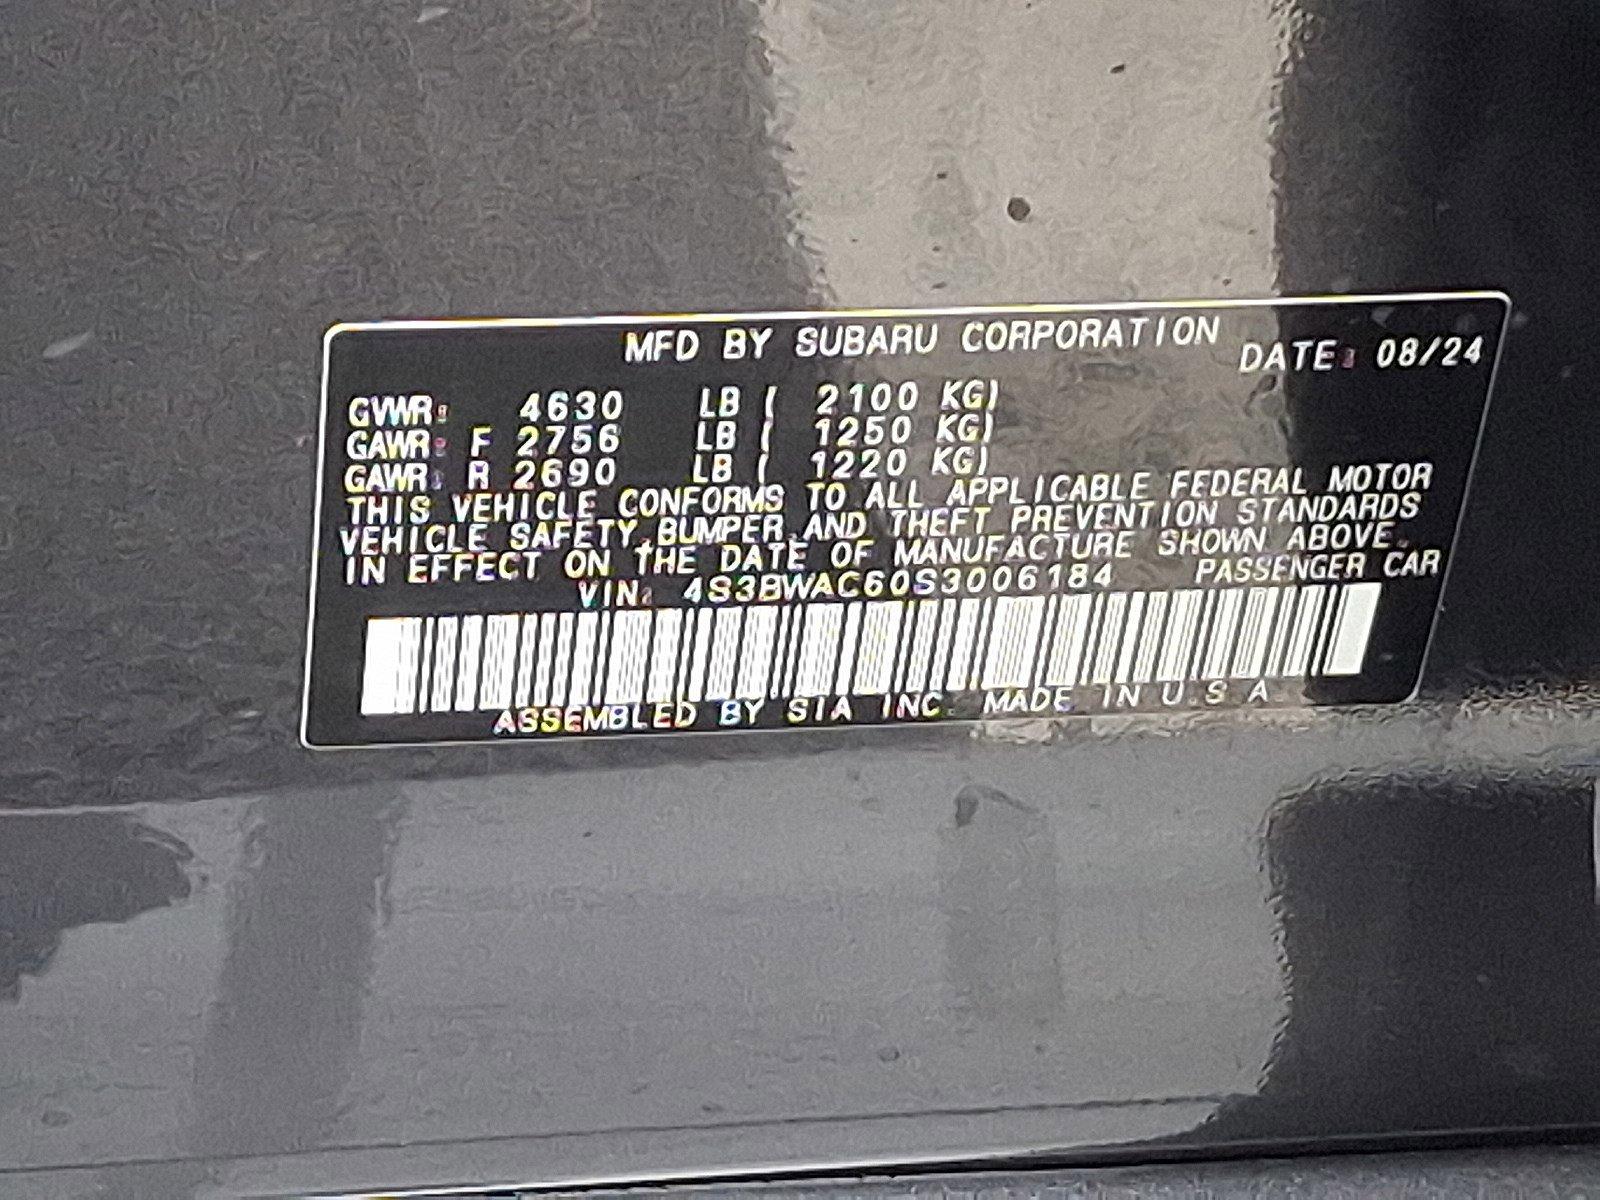 MFD BY SUBARU CORPORATION DATE: 08/24
GVWR: 4630 LB ( 2100 KG)
GAWR: F 2756 LB ( 1250 KG)
GAWR: R 2690 LB ( 1220 KG)
THIS VEHICLE CONFORMS TO ALL APPLICABLE FEDERAL MOTOR
VEHICLE SAFETY, BUMPER, AND THEFT PREVENTION STANDARDS
IN EFFECT ON THE DATE OF MANUFACTURE SHOWN ABOVE.
VIN: 4S3BWAC60S3006184 PASSENGER CAR
ASSEMBLED BY SIA INC. MADE IN U.S.A.